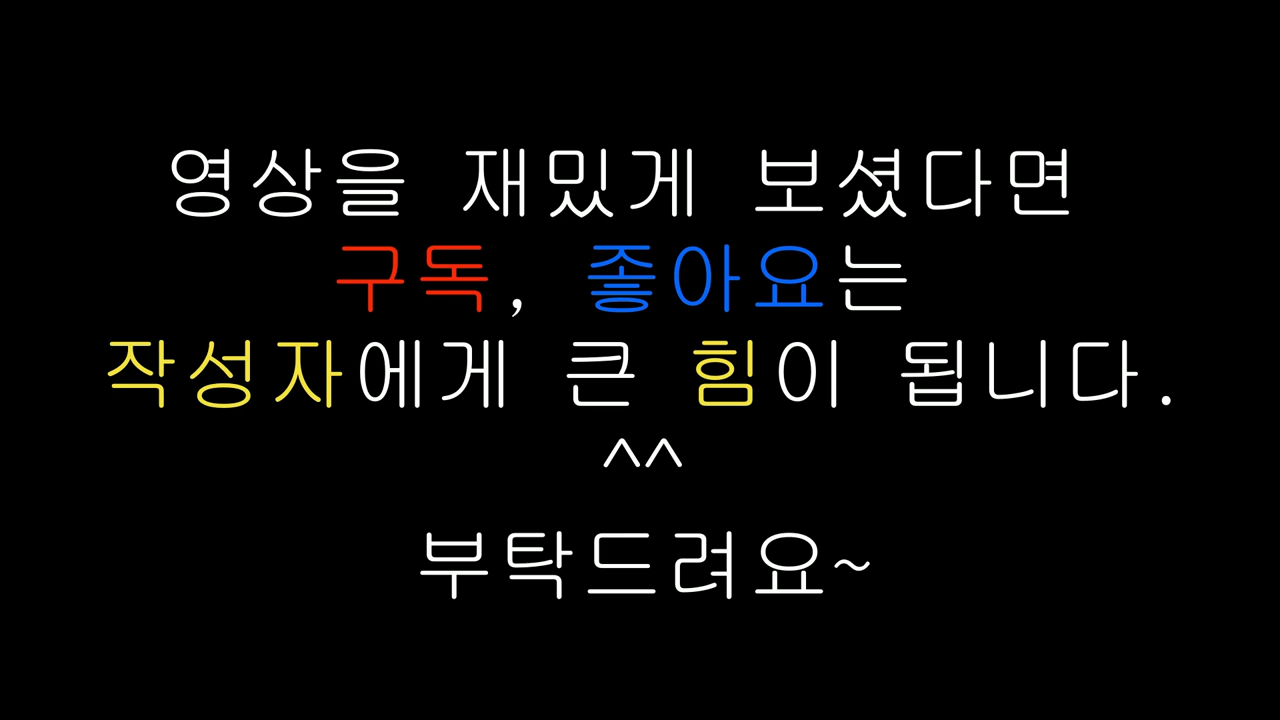 영상을 재밌게 보셨다면
구독, 좋아요는
작성자에게 큰 힘이 됩니다.
^^
부탁드려요~